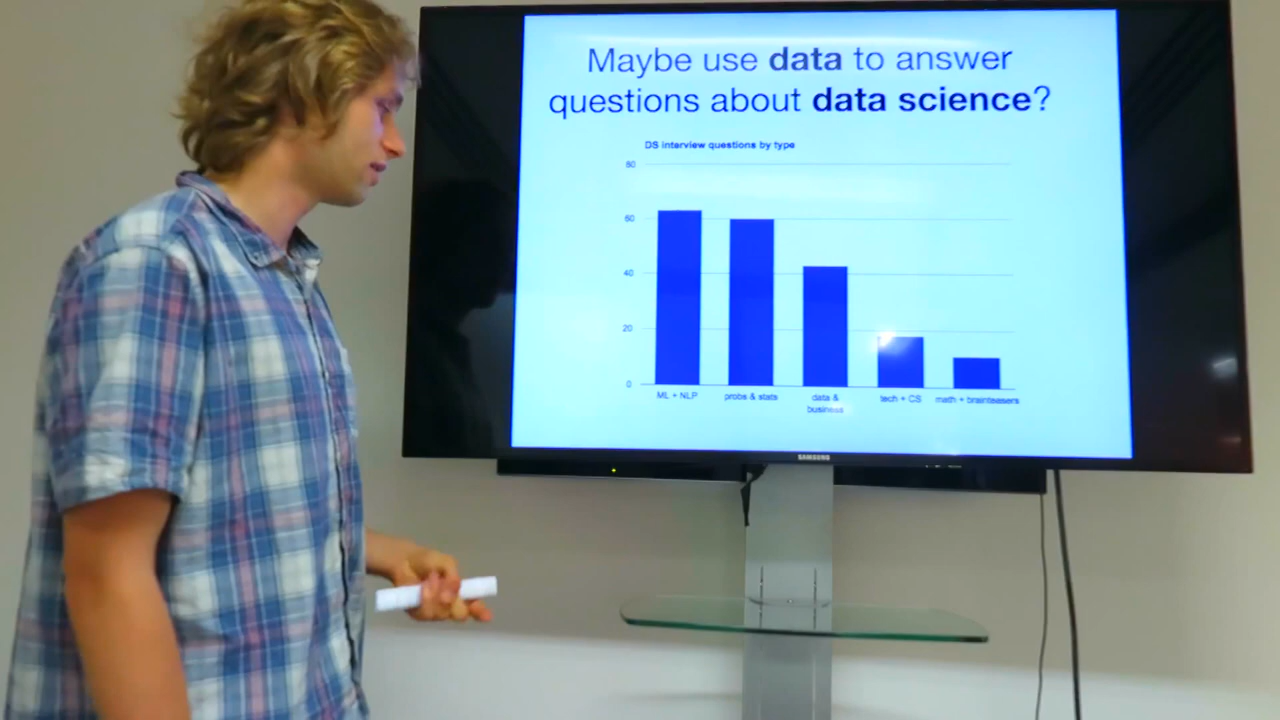 Maybe use data to answer
questions about data science?
DS interview questions by type
80
60
40
20
0
ML + NLP
probs & stats
data &
business
tech + CS
math + brainteasers
SAMSUNG